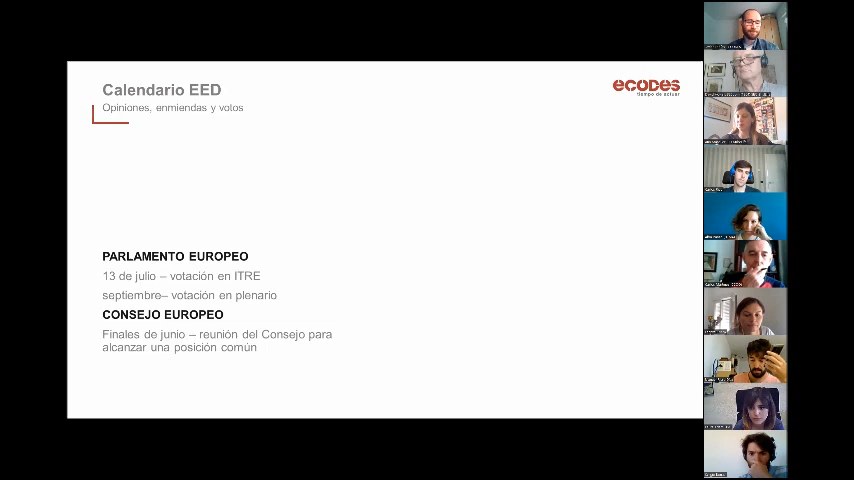 Calendario EED
Opiniones, enmiendas y votos
ecodes
tiempo de actuar
PARLAMENTO EUROPEO
13 de julio – votación en ITRE
septiembre– votación en plenario
CONSEJO EUROPEO
Finales de junio – reunión del Consejo para
alcanzar una posición común